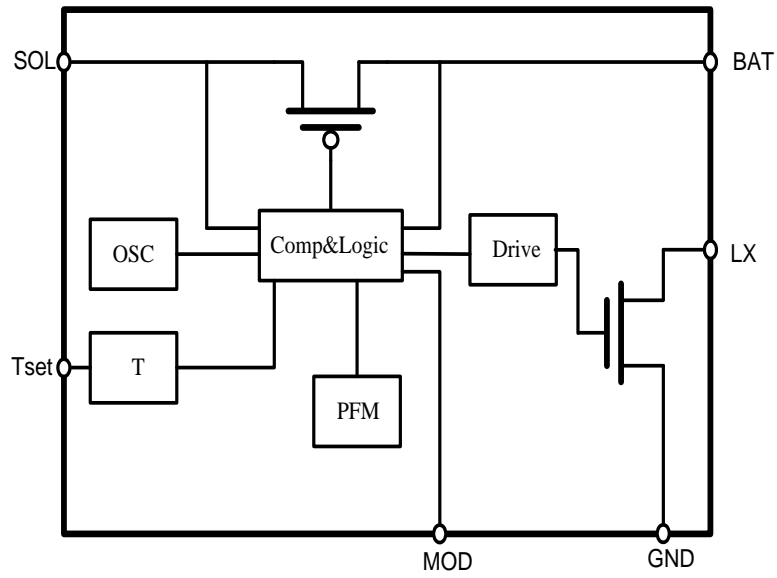 SOL
BAT
OSC
Comp&Logic
Drive
LX
Tset
T
PFM
MOD
GND